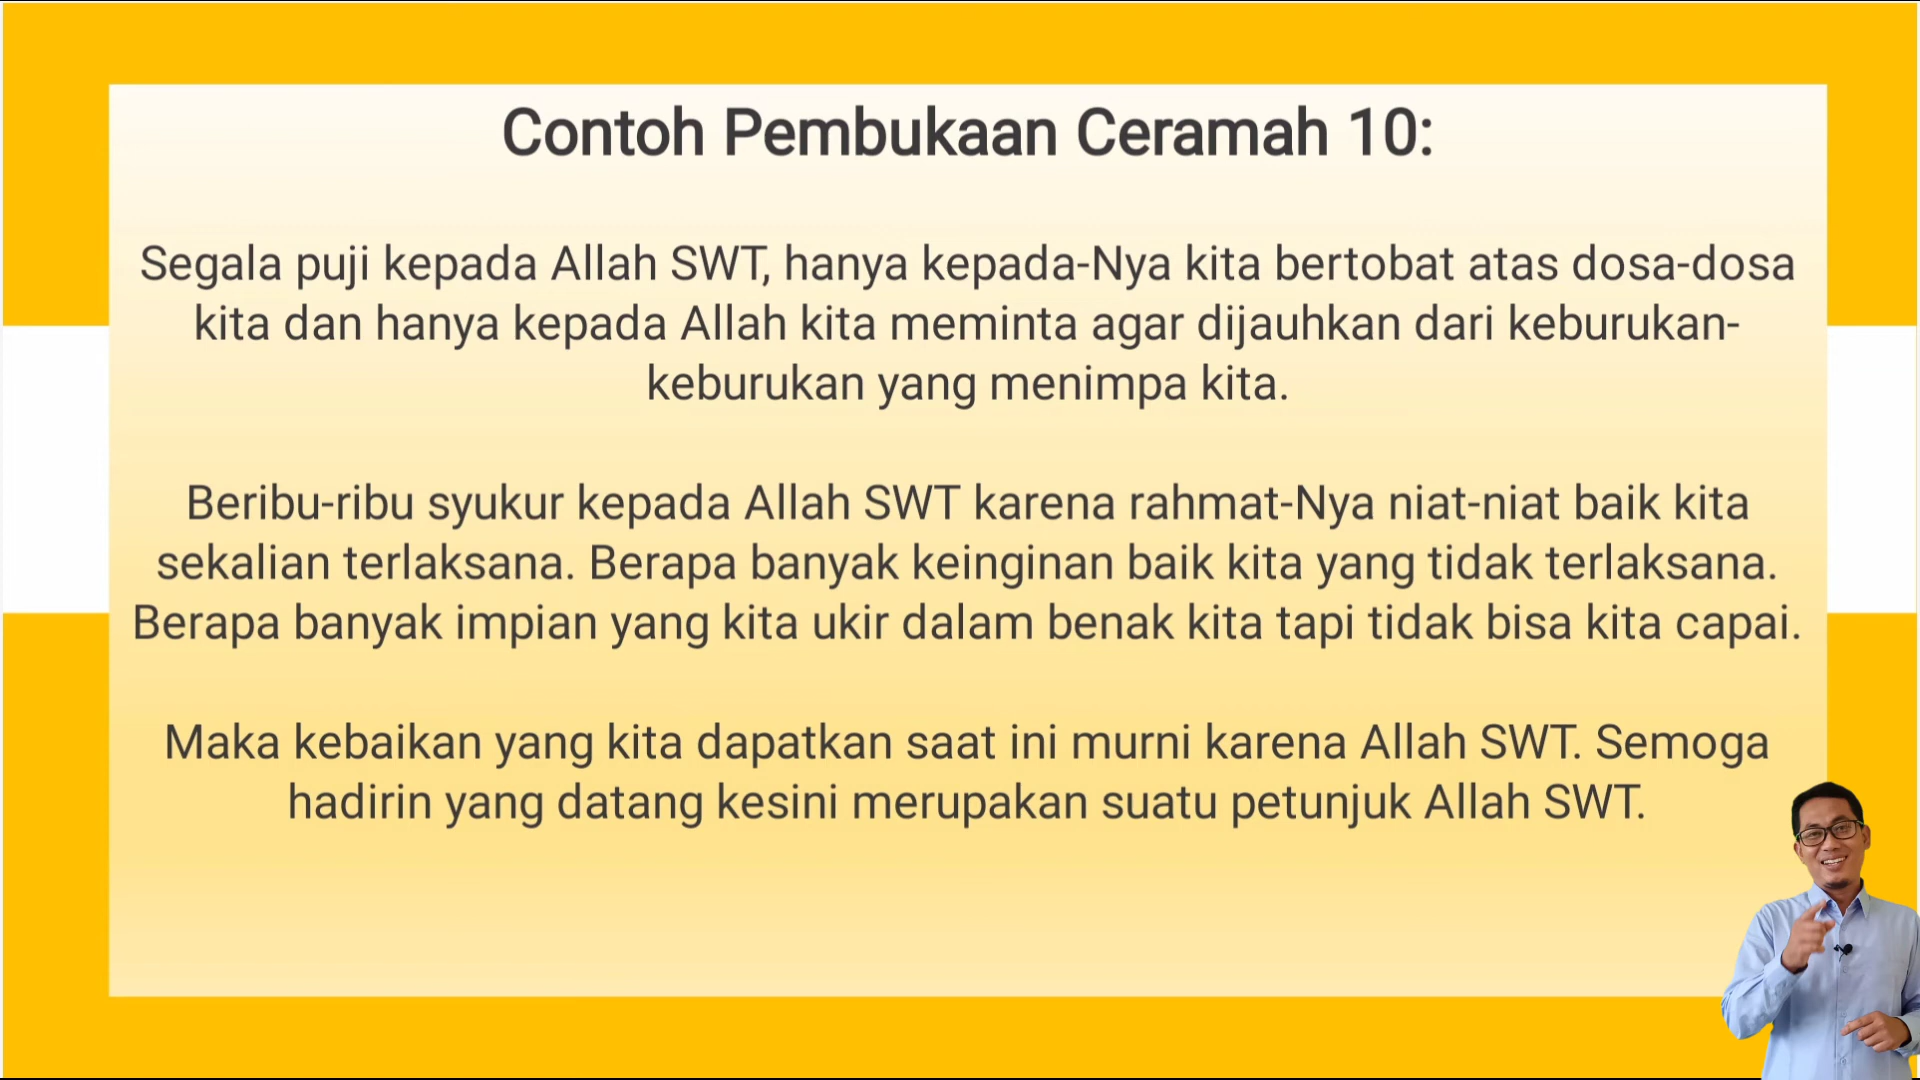 Contoh Pembukaan Ceramah 10:
Segala puji kepada Allah SWT, hanya kepada-Nya kita bertobat atas dosa-dosa
kita dan hanya kepada Allah kita meminta agar dijauhkan dari keburukan-
keburukan yang menimpa kita.
Beribu-ribu syukur kepada Allah SWT karena rahmat-Nya niat-niat baik kita
sekalian terlaksana. Berapa banyak keinginan baik kita yang tidak terlaksana.
Berapa banyak impian yang kita ukir dalam benak kita tapi tidak bisa kita capai.
Maka kebaikan yang kita dapatkan saat ini murni karena Allah SWT. Semoga
hadirin yang datang kesini merupakan suatu petunjuk Allah SWT.